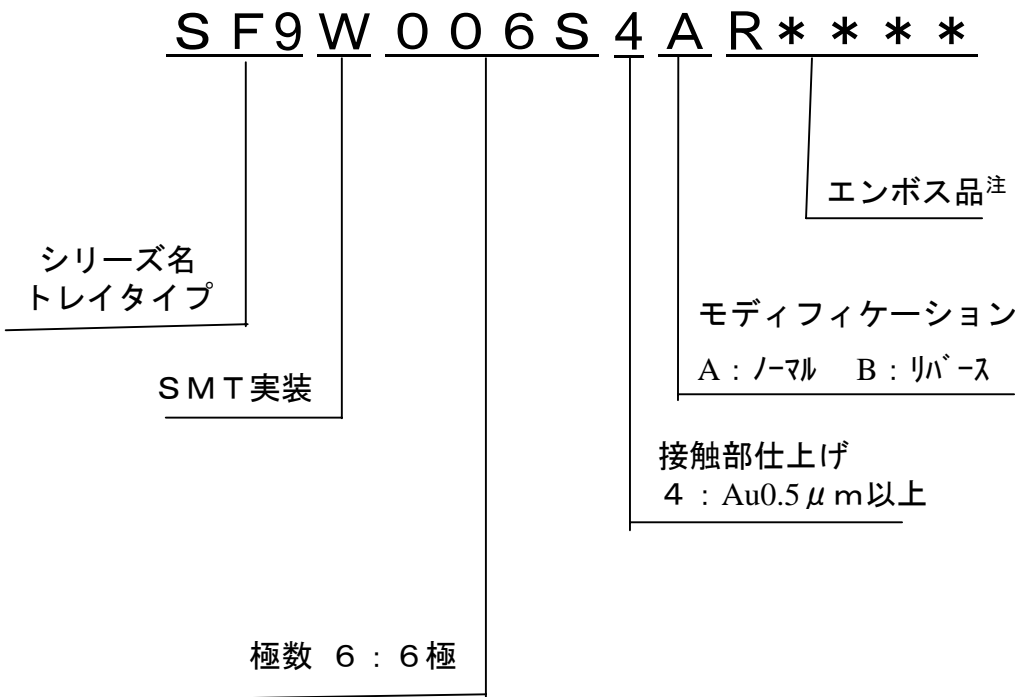 ＳＦ９Ｗ００６Ｓ４ＡＲ＊＊＊＊
エンボス品注
シリーズ名
トレイタイプ
モディフィケーション
A：ﾉｰﾏﾙ B：ﾘﾊﾞｰｽ
ＳＭＴ実装
接触部仕上げ
４：Au0.5μｍ以上
極数 ６：６極